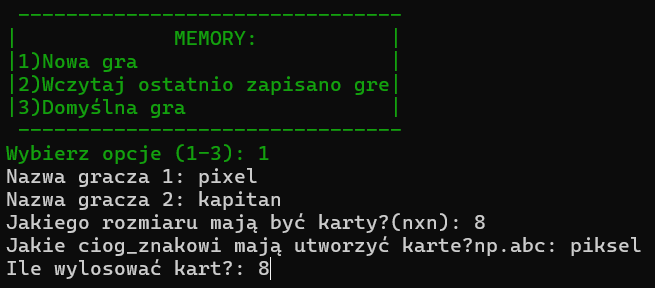 MEMORY:
1)Nowa gra
2)Wczytaj ostatnio zapisano gre
3)Domyślna gra
Wybierz opcje (1-3): 1
Nazwa gracza 1: pixel
Nazwa gracza 2: kapitan
Jakiego rozmiaru mają być karty?(nxn): 8
Jakie ciog_znakowi mają utworzyć karte?np.abc: piksel
Ile wylosować kart?: 8